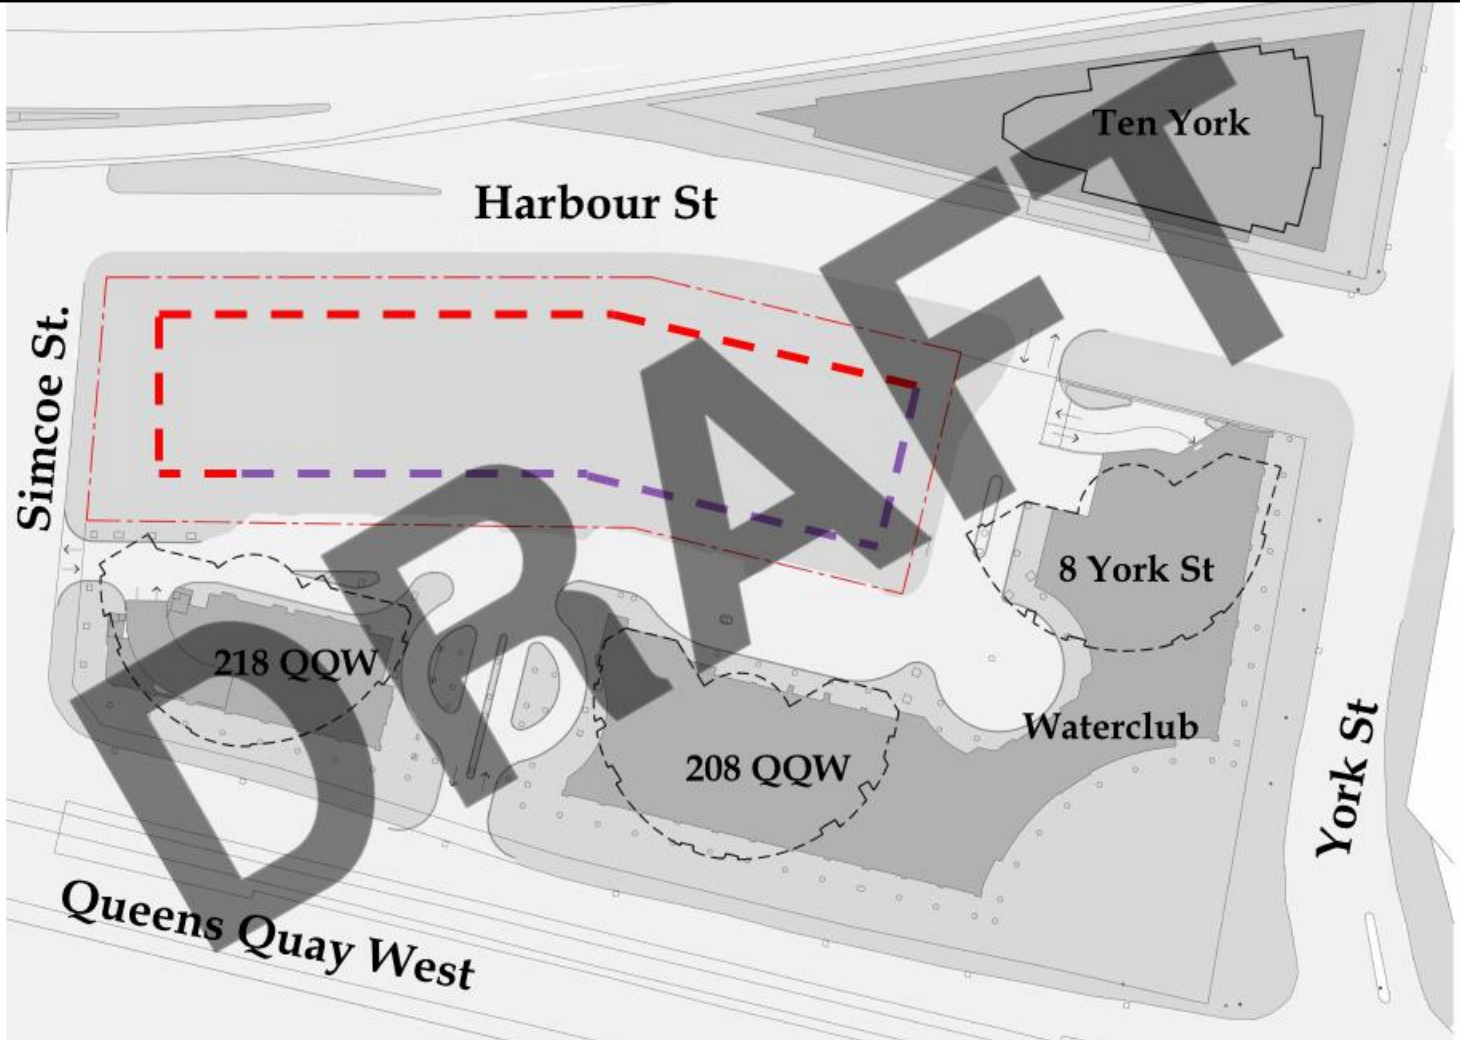 Ten York
Harbour St
Simcoe St.
DRAFT
8 York St
218 QQW
Waterclub
208 QQW
York St
Queens Quay West